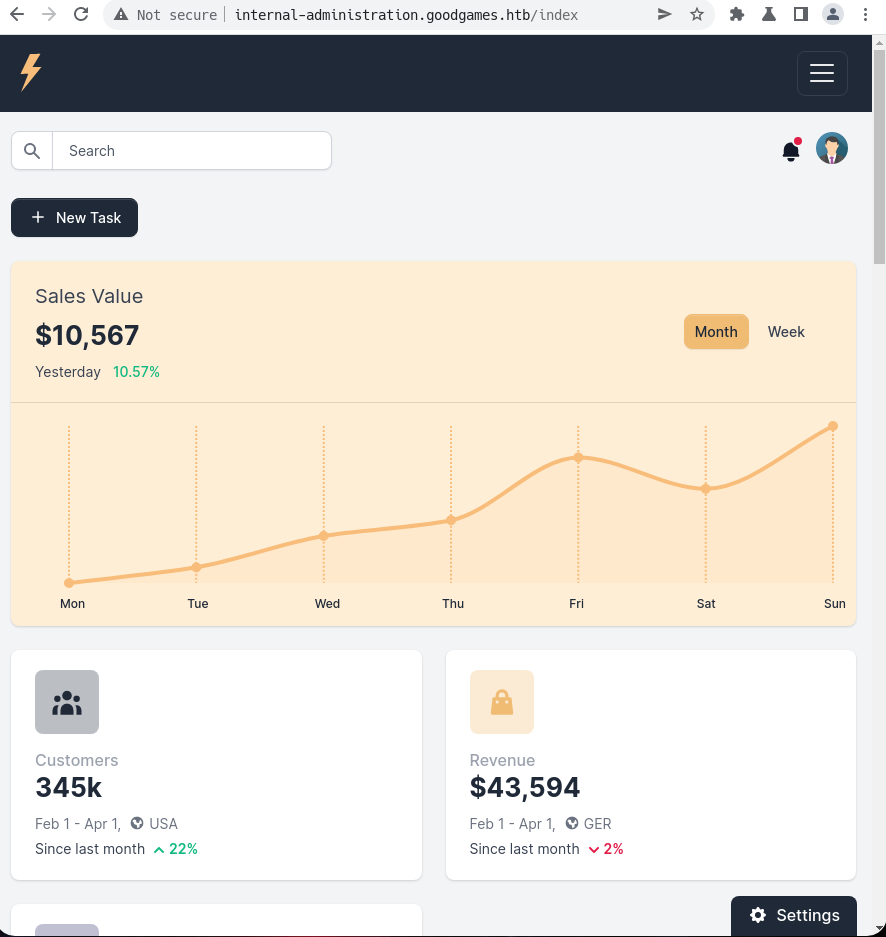 Not secure internal-administration.goodgames.htb/index
Search
New Task
Sales Value
$10,567
Month Week
Yesterday 10.57%
Mon Tue Wed Thu Fri Sat Sun
Customers
345k
Feb 1 - Apr 1, USA
Since last month 22%
Revenue
$43,594
Feb 1 - Apr 1, GER
Since last month 2%
Settings